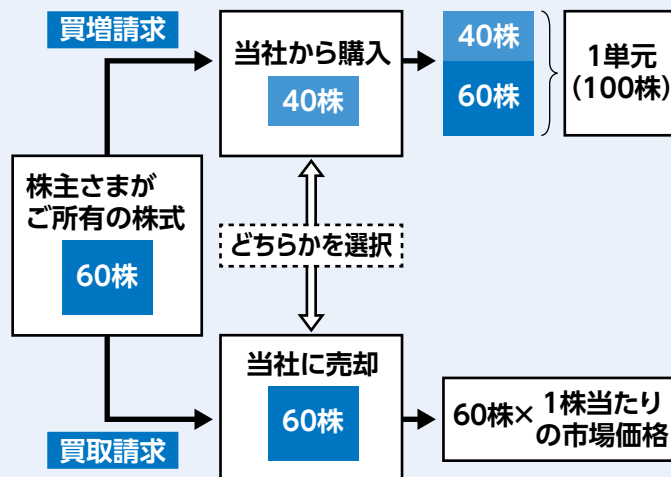 買増請求
当社から購入
40株
40株
60株
1単元
(100株)
株主さまが
ご所有の株式
60株
どちらかを選択
当社に売却
60株
60株×
1株当たり
の市場価格
買取請求